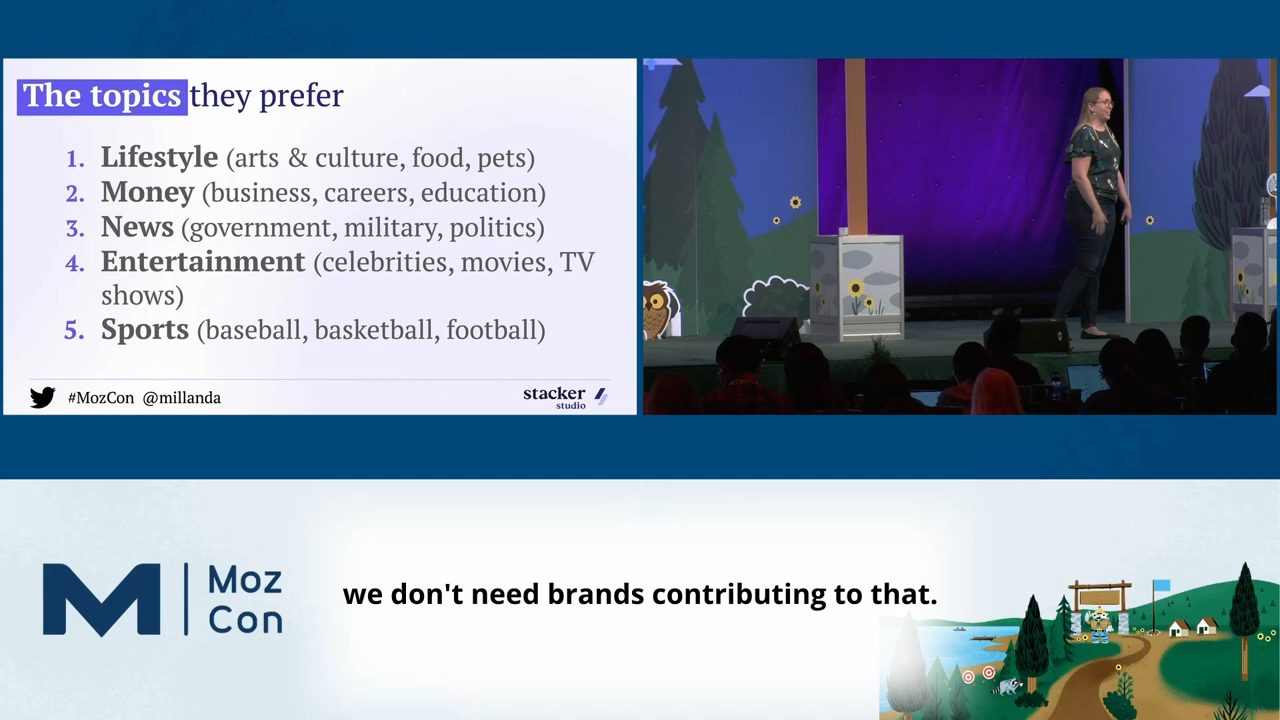 The topics they prefer
1. Lifestyle (arts & culture, food, pets)
2. Money (business, careers, education)
3. News (government, military, politics)
4. Entertainment (celebrities, movies, TV
shows)
5. Sports (baseball, basketball, football)
#MozCon @millanda
stacker
studio
Moz
Con
we don't need brands contributing to that.